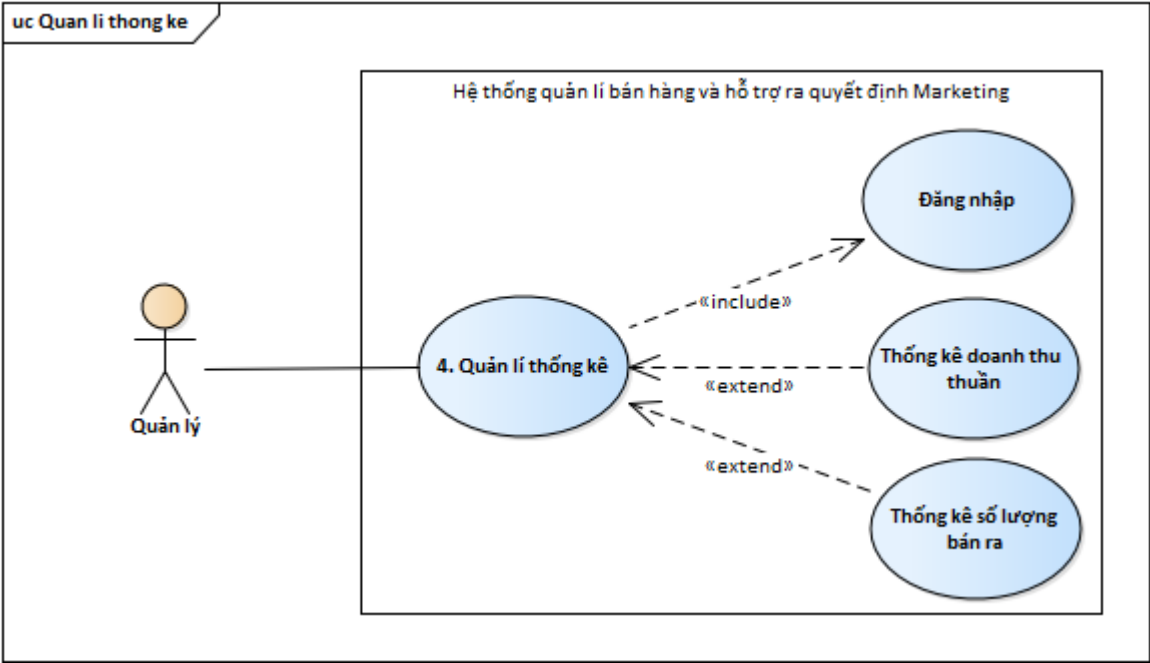 uc Quan li thong ke
Hệ thống quản lí bán hàng và hỗ trợ ra quyết định Marketing
Đăng nhập
«include»
4. Quản lí thống kê
Thống kê doanh thu
thuần
«extend»
Quản lý
«extend»
Thống kê số lượng
bán ra